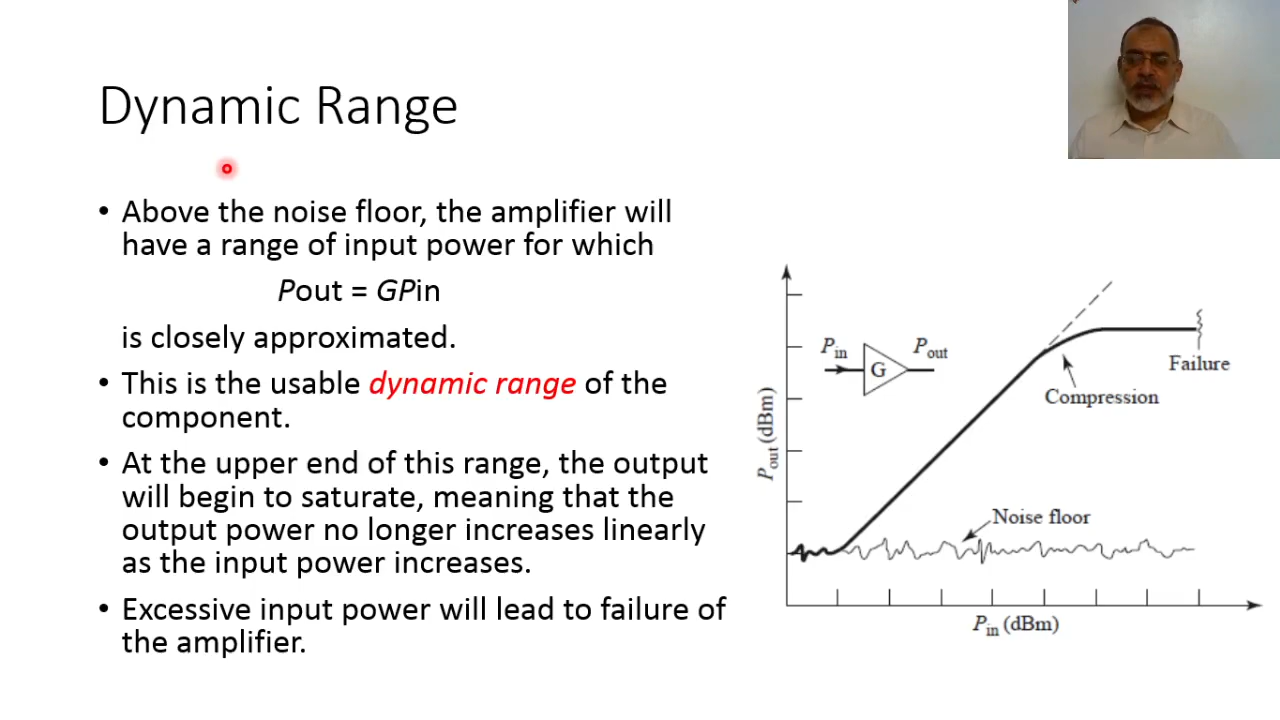 Dynamic Range
• Above the noise floor, the amplifier will
have a range of input power for which
Pout = GPin
is closely approximated.
• This is the usable dynamic range of the
component.
• At the upper end of this range, the output
will begin to saturate, meaning that the
output power no longer increases linearly
as the input power increases.
• Excessive input power will lead to failure of
the amplifier.
Pin
G
Pout
Failure
Compression
Pout (dBm)
Noise floor
Pin (dBm)